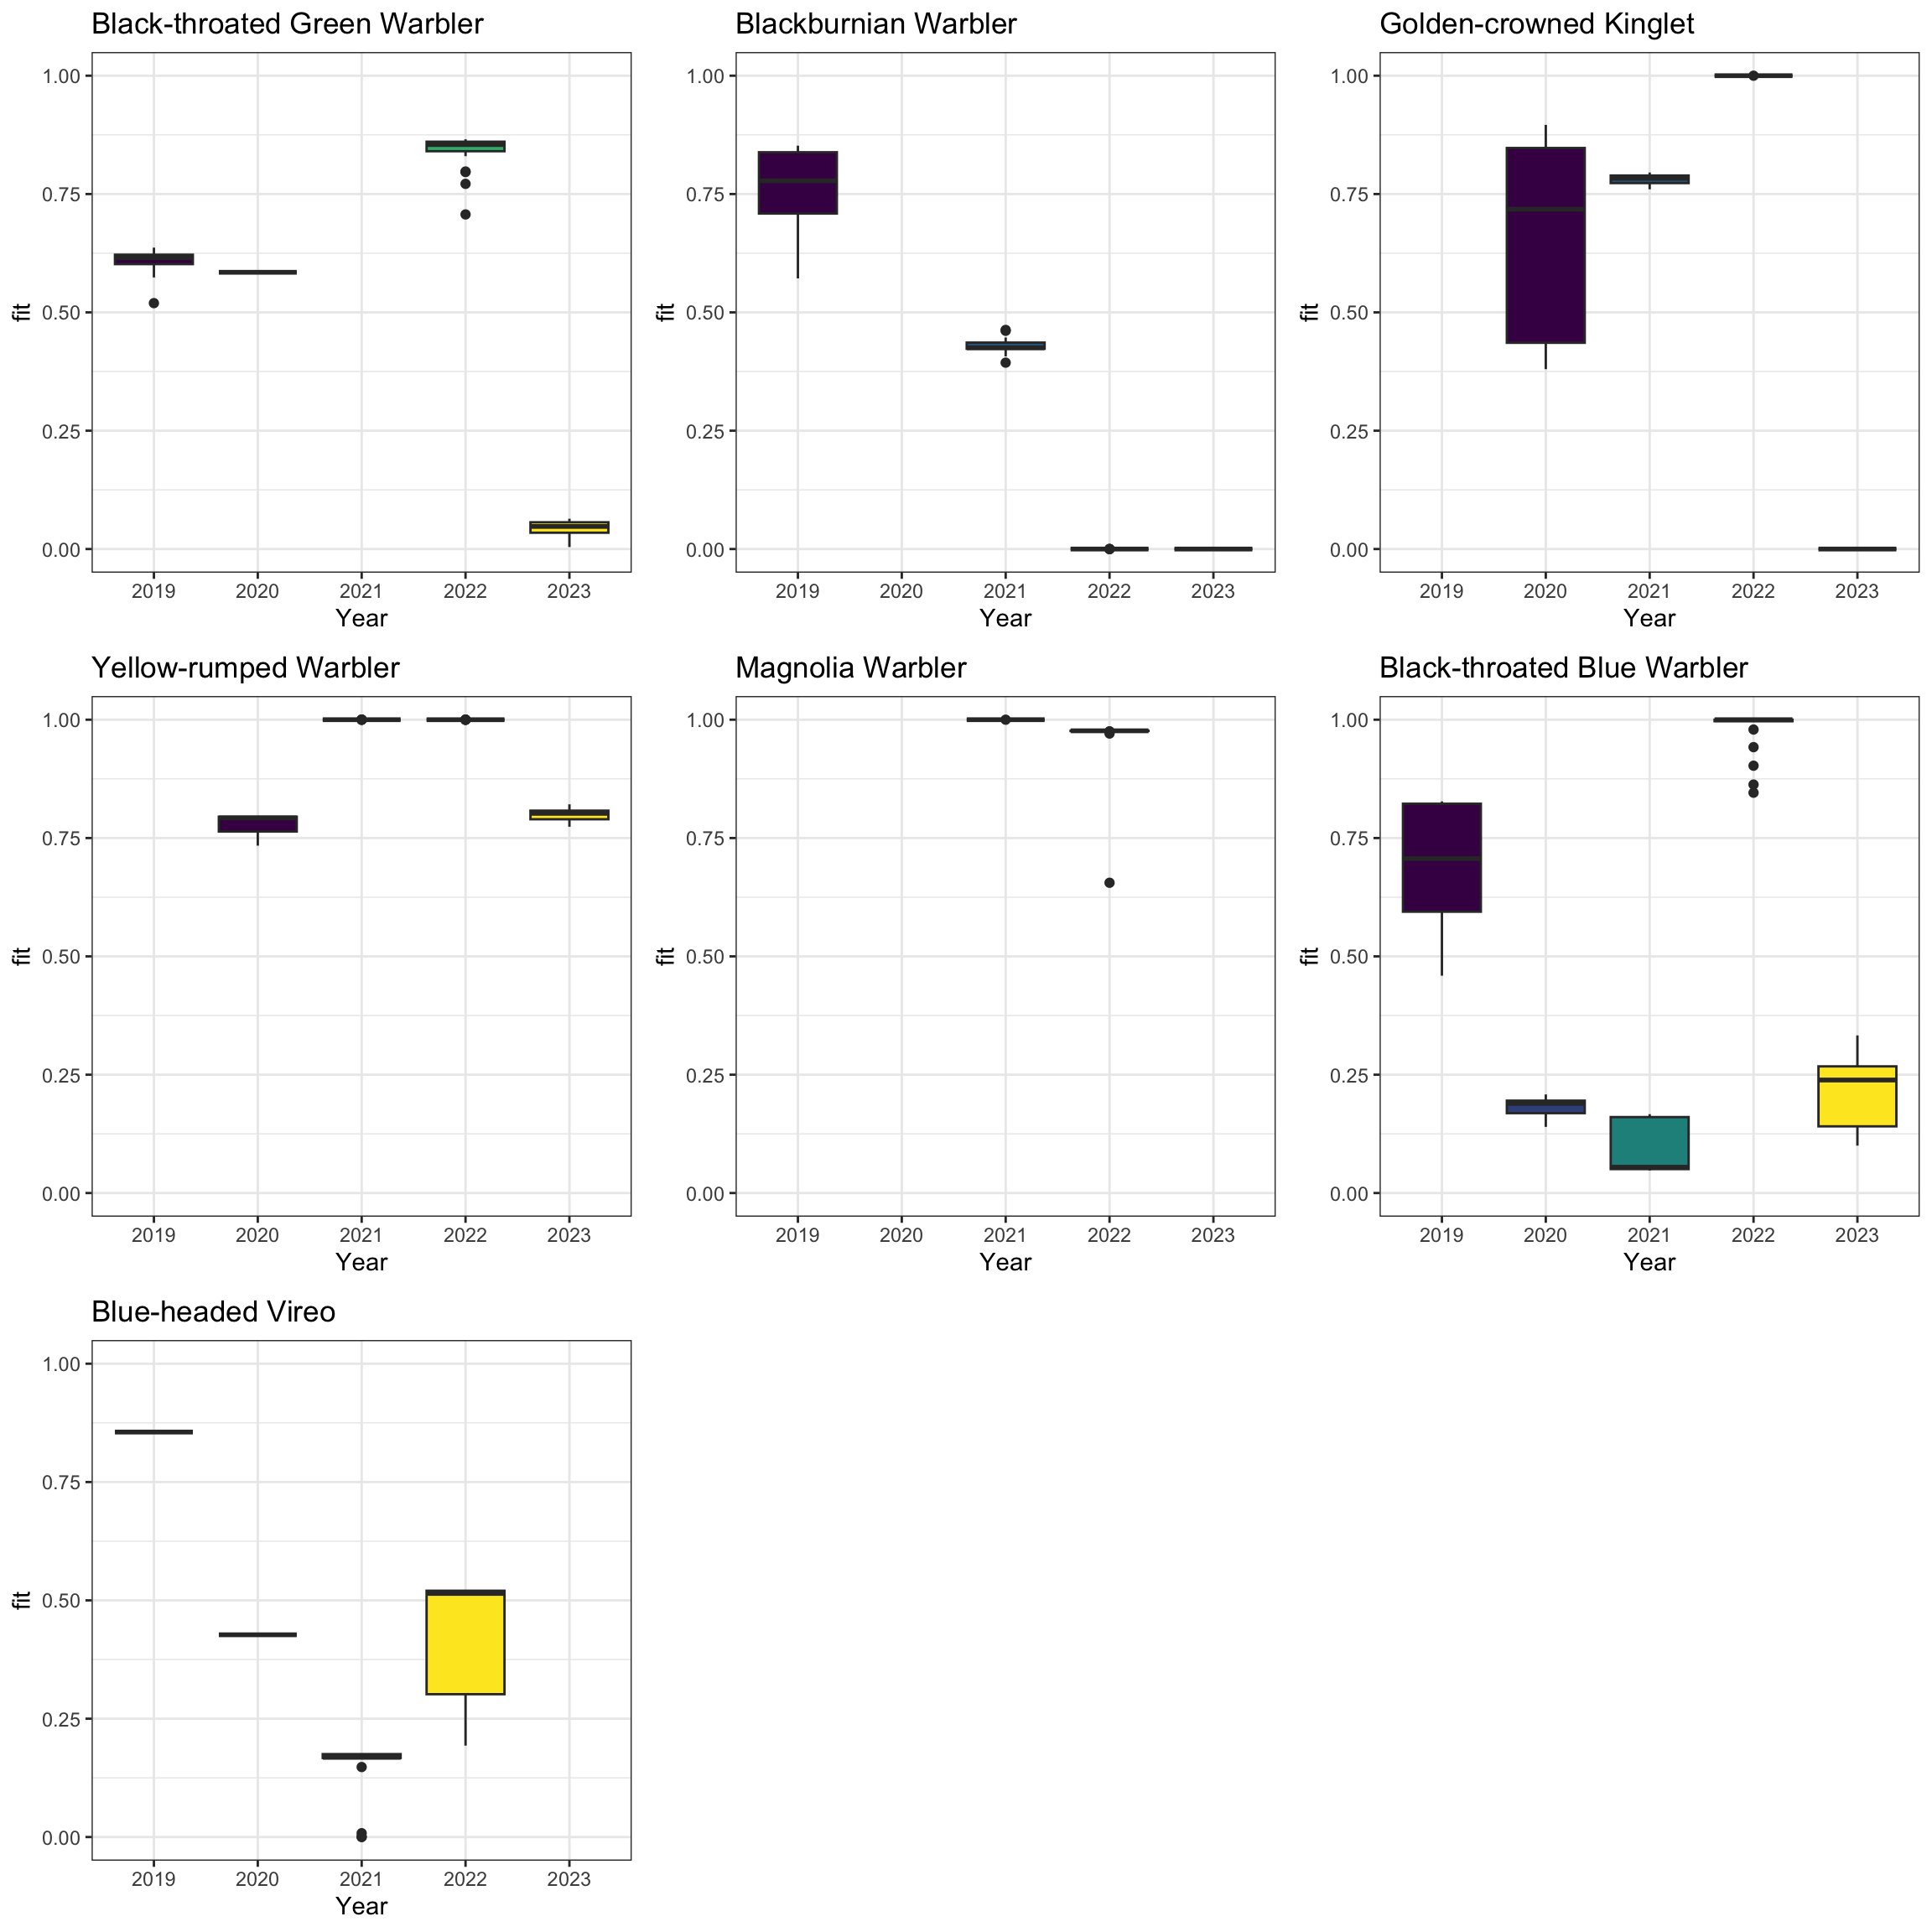 Black-throated Green Warbler
fit
1.00
0.75
0.50
0.25
0.00
2019 2020 2021 2022 2023
Year
Blackburnian Warbler
fit
1.00
0.75
0.50
0.25
0.00
2019 2020 2021 2022 2023
Year
Golden-crowned Kinglet
fit
1.00
0.75
0.50
0.25
0.00
2019 2020 2021 2022 2023
Year
Yellow-rumped Warbler
fit
1.00
0.75
0.50
0.25
0.00
2019 2020 2021 2022 2023
Year
Magnolia Warbler
fit
1.00
0.75
0.50
0.25
0.00
2019 2020 2021 2022 2023
Year
Black-throated Blue Warbler
fit
1.00
0.75
0.50
0.25
0.00
2019 2020 2021 2022 2023
Year
Blue-headed Vireo
fit
1.00
0.75
0.50
0.25
0.00
2019 2020 2021 2022 2023
Year